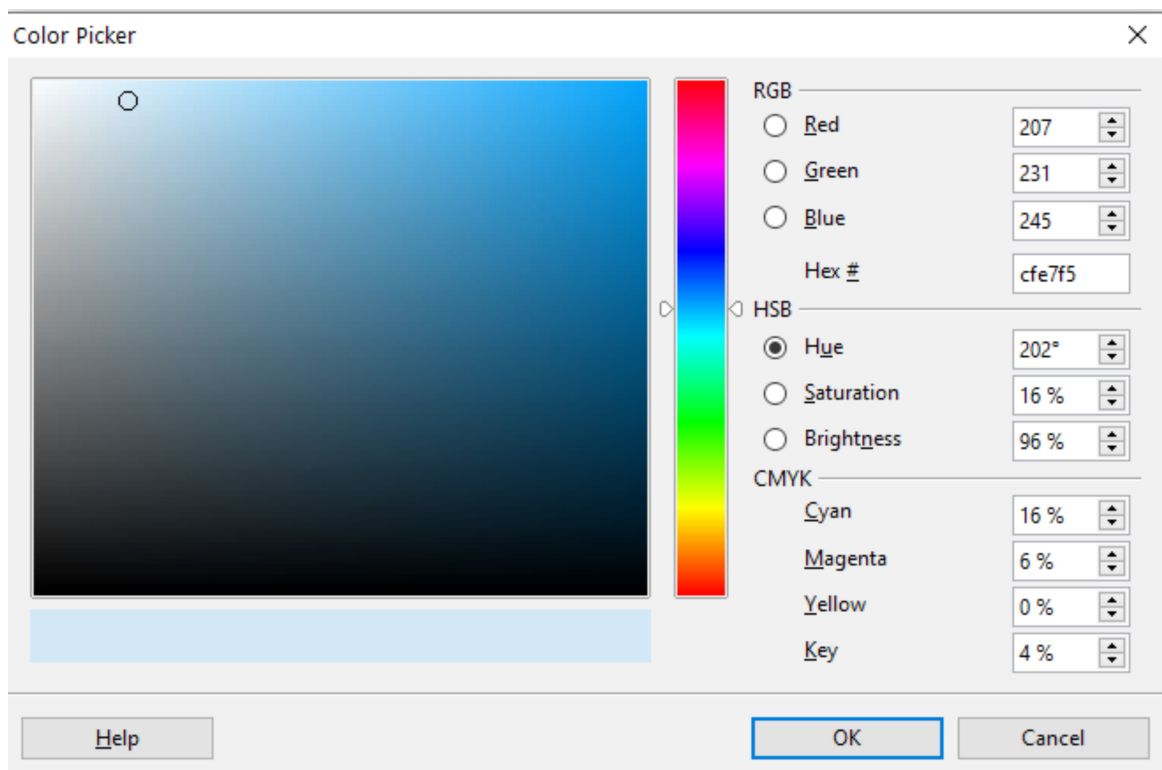 Color Picker
RGB
Red 207
Green 231
Blue 245
Hex # cfe7f5
HSB
Hue 202°
Saturation 16 %
Brightness 96 %
CMYK
Cyan 16 %
Magenta 6 %
Yellow 0 %
Key 4 %
Help OK Cancel